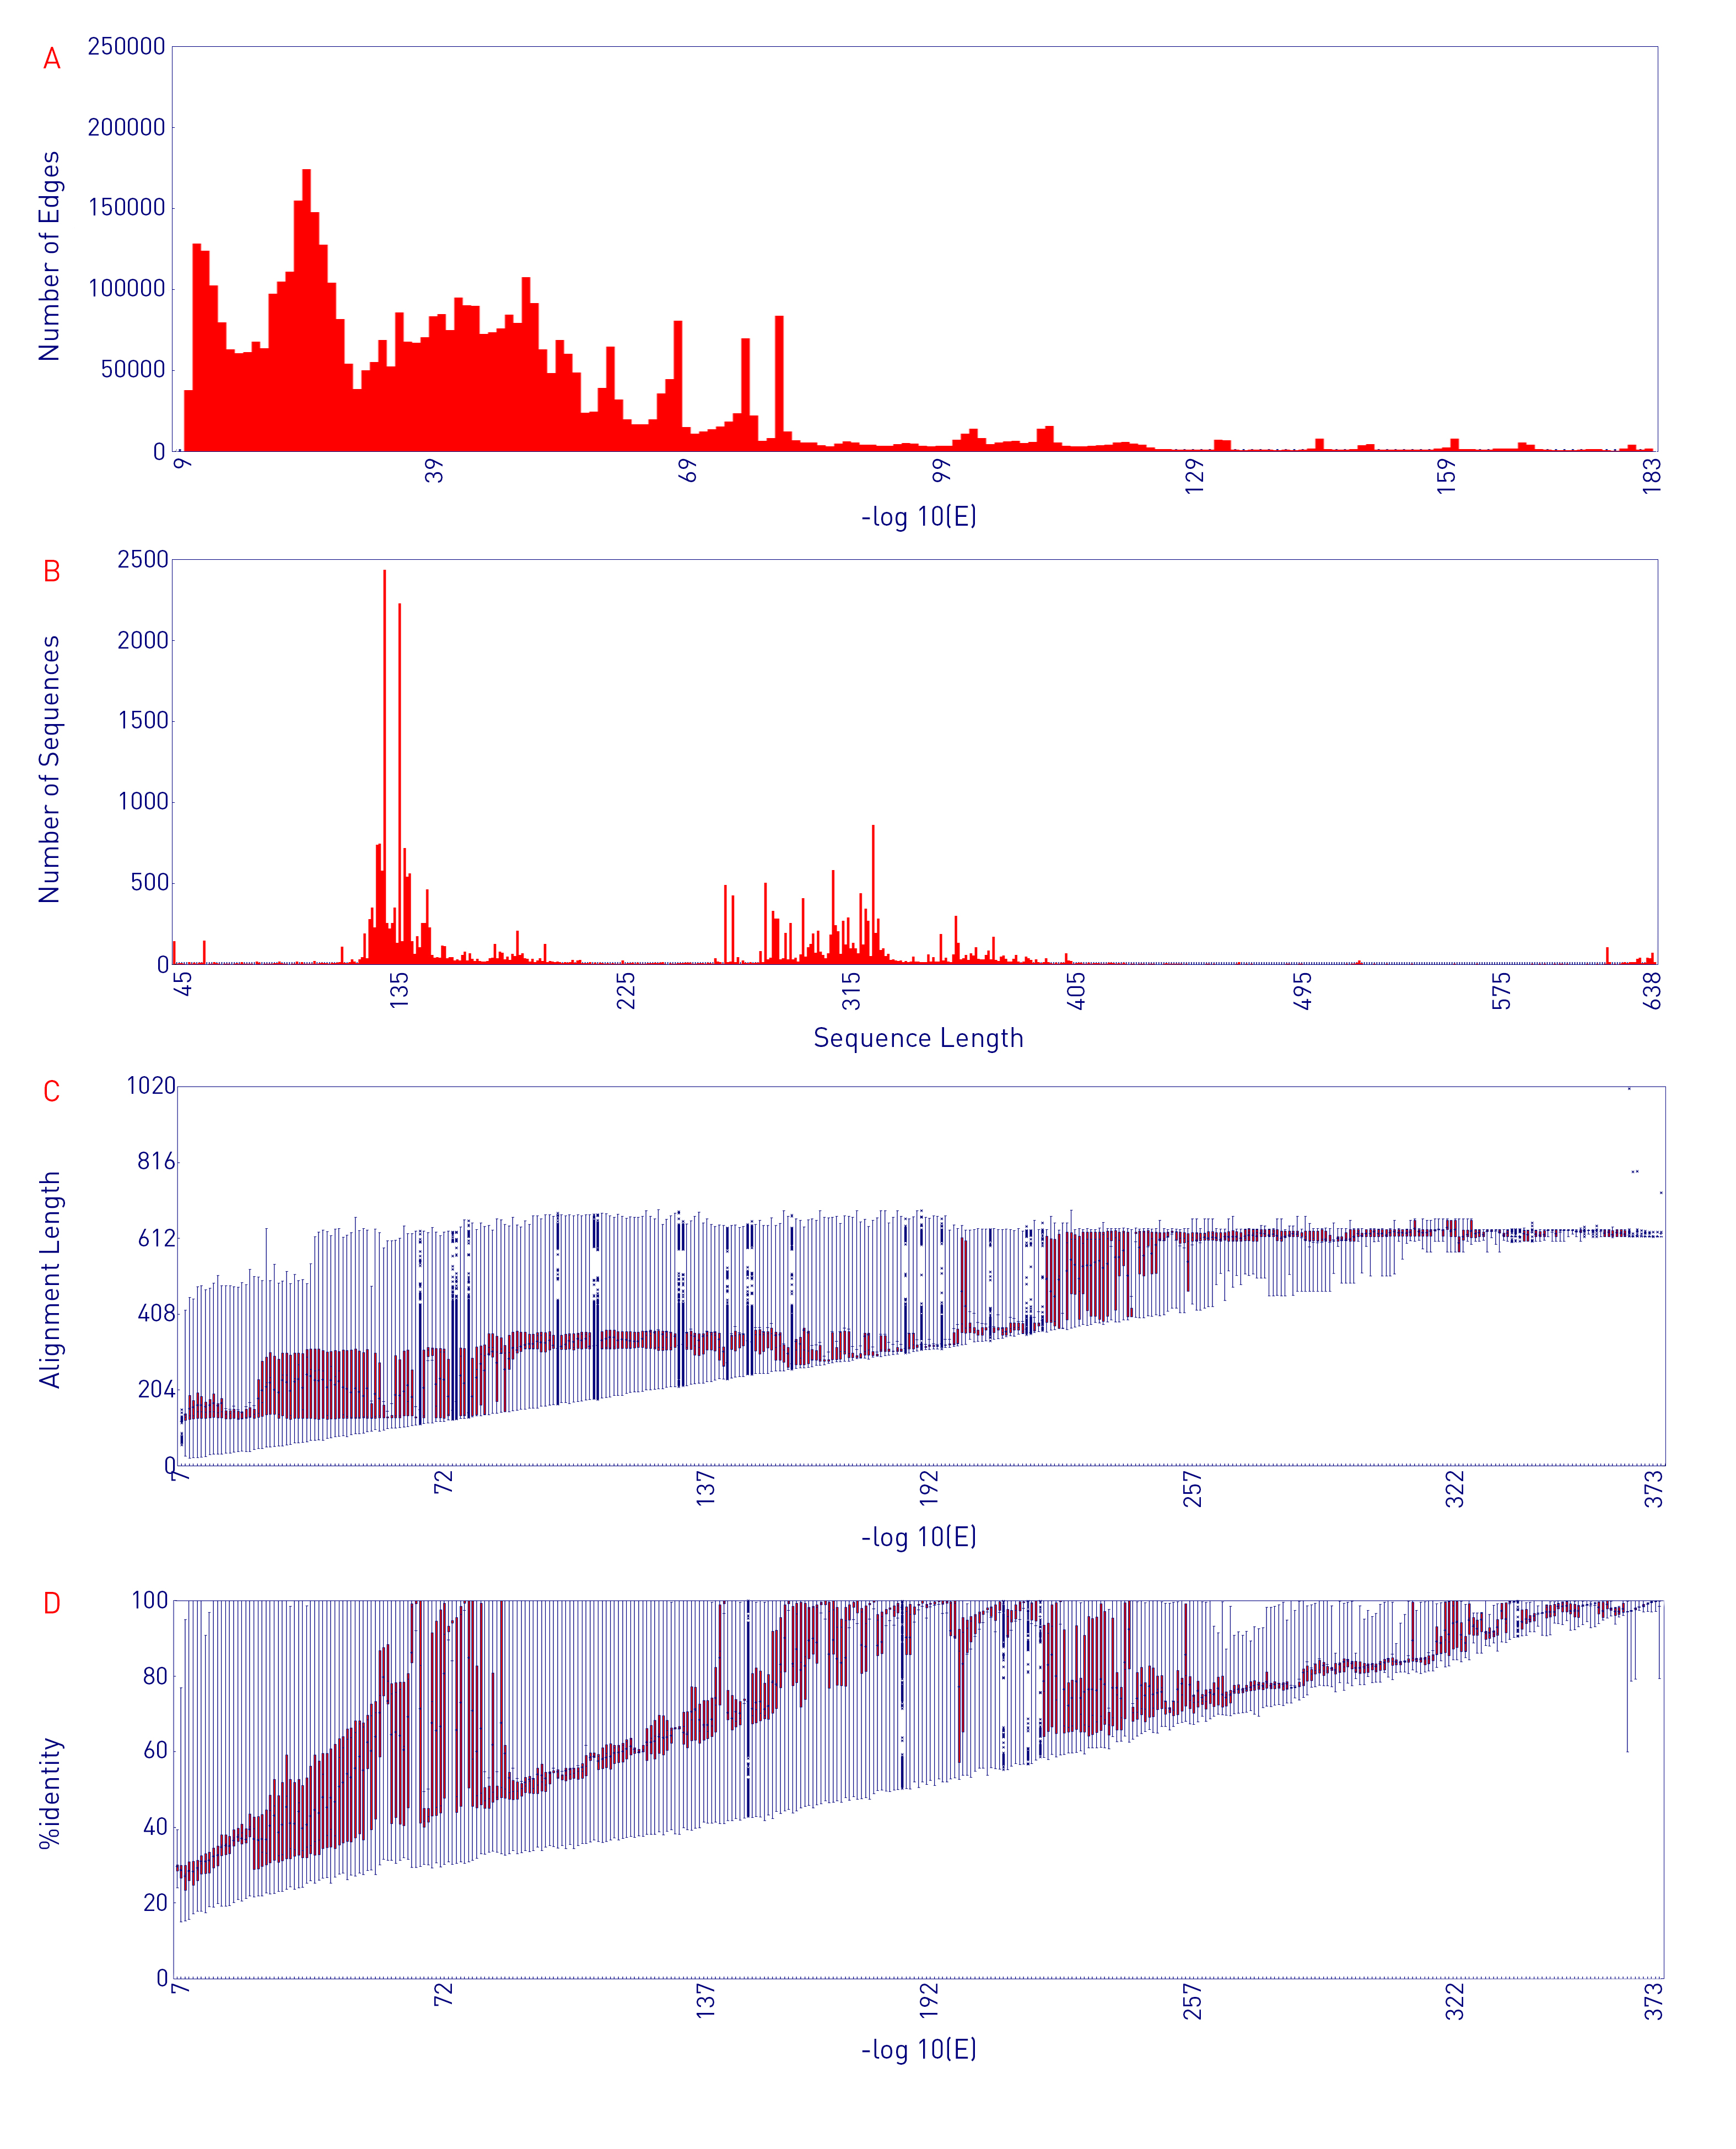 A
250000
200000
150000
100000
50000
0
Number of Edges
9 39 69 99 129 159 183
-log 10(E)
B
2500
2000
1500
1000
500
0
Number of Sequences
45 135 225 315 405 495 575 638
Sequence Length
C
1020
816
612
408
204
0
Alignment Length
7 72 137 192 257 322 373
-log 10(E)
D
100
80
60
40
20
0
%identity
7 72 137 192 257 322 373
-log 10(E)